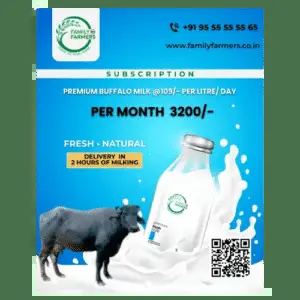 FAMILY
FARMERS
+91 95 55 55 55 65
www.familyfarmers.co.in
SUBSCRIPTION
PREMIUM BUFFALO MILK @109/- PER LITRE/ DAY
PER MONTH 3200/-
FRESH - NATURAL
DELIVERY IN
2 HOURS OF MILKING